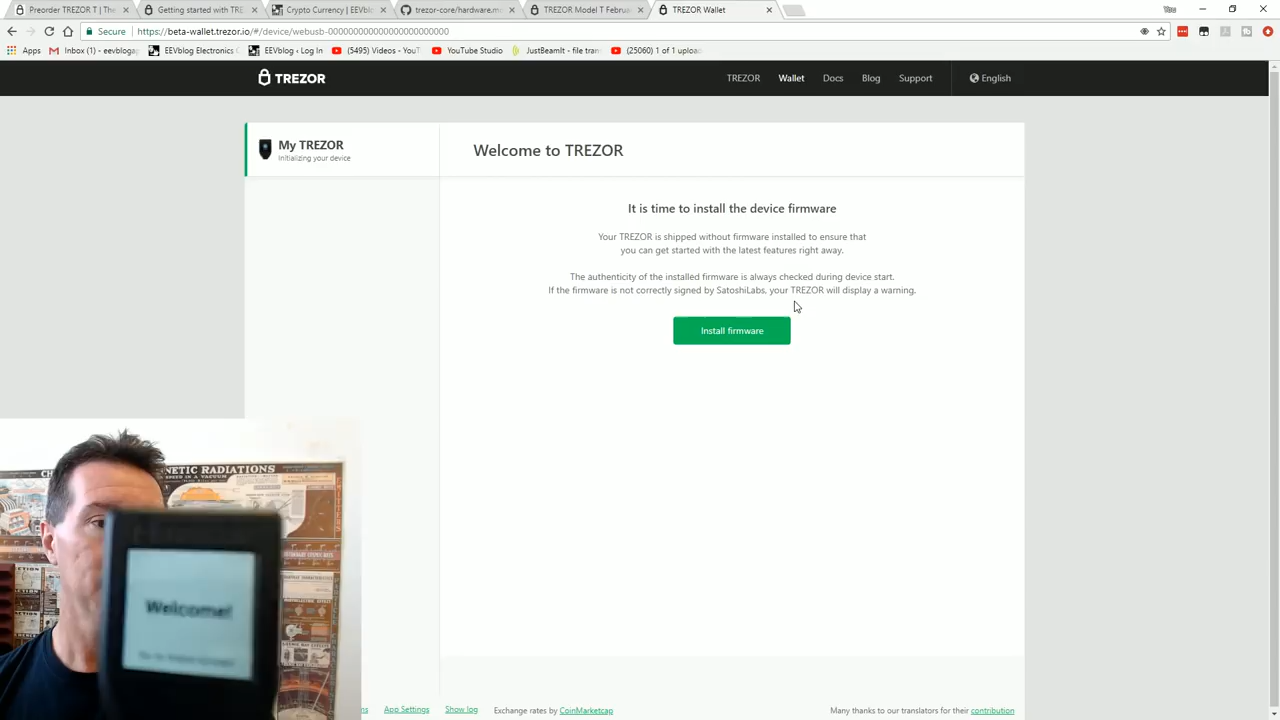 Preorder TREZOR T | The
Getting started with TRE
Crypto Currency | EEVbl
trezor-core/hardware.m
TREZOR Model T Februa
TREZOR Wallet
You
Secure
https://beta-wallet.trezor.io/#/device/webusb-000000000000000000000000
Apps
Inbox (1) - eevblogap
EEVblog Electronics C
EEVblog ‹ Log In
(5495) Videos - YouT
YouTube Studio
JustBeamIt - file tran
(25060) 1 of 1 uploa
TREZOR
TREZOR
Wallet
Docs
Blog
Support
English
My TREZOR
Initializing your device
Welcome to TREZOR
It is time to install the device firmware
Your TREZOR is shipped without firmware installed to ensure that
you can get started with the latest features right away.
The authenticity of the installed firmware is always checked during device start.
If the firmware is not correctly signed by SatoshiLabs, your TREZOR will display a warning.
Install firmware
NETIC RADIATIONS
Welcome!
App Settings
Show log
Exchange rates by CoinMarketcap
Many thanks to our translators for their contribution